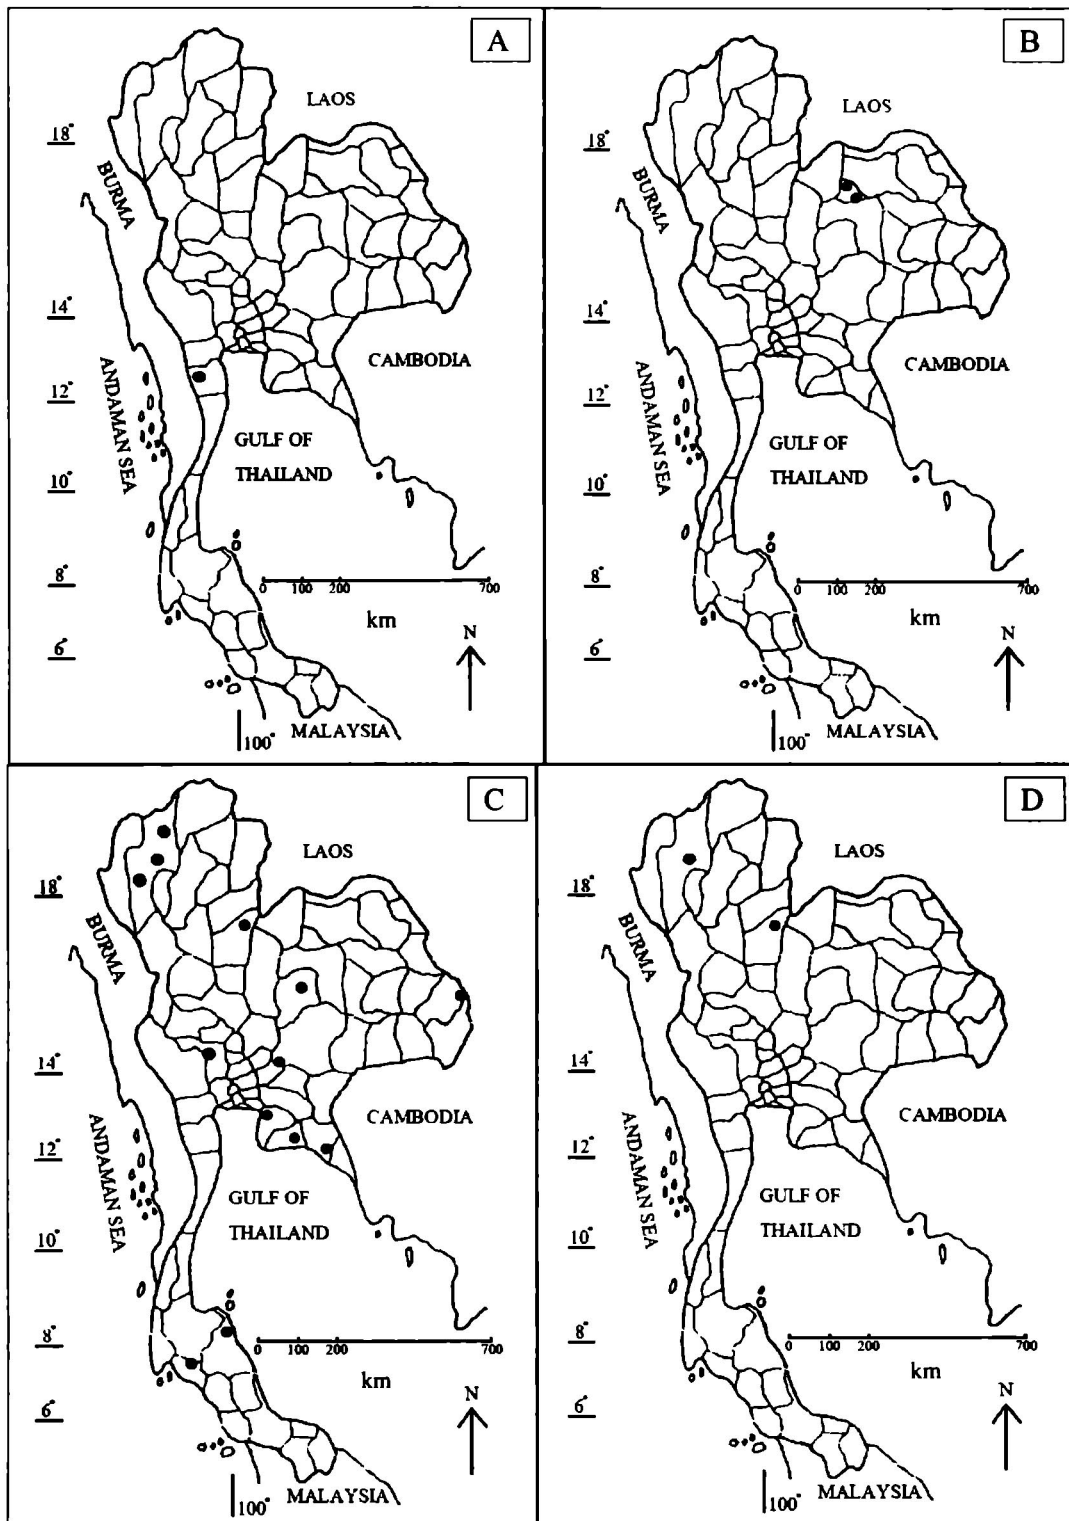 A
LAOS
18°
BURMA
14°
CAMBODIA
12°
ANDAMAN SEA
GULF OF
THAILAND
10°
8°
0 100 200 700
km
N
6°
100°
MALAYSIA
B
LAOS
18°
BURMA
14°
CAMBODIA
12°
ANDAMAN SEA
GULF OF
THAILAND
10°
8°
0 100 200 700
km
N
6°
100°
MALAYSIA
C
LAOS
18°
BURMA
14°
CAMBODIA
12°
ANDAMAN SEA
GULF OF
THAILAND
10°
8°
0 100 200 700
km
N
6°
100°
MALAYSIA
D
LAOS
18°
BURMA
14°
CAMBODIA
12°
ANDAMAN SEA
GULF OF
THAILAND
10°
8°
0 100 200 700
km
N
6°
100°
MALAYSIA